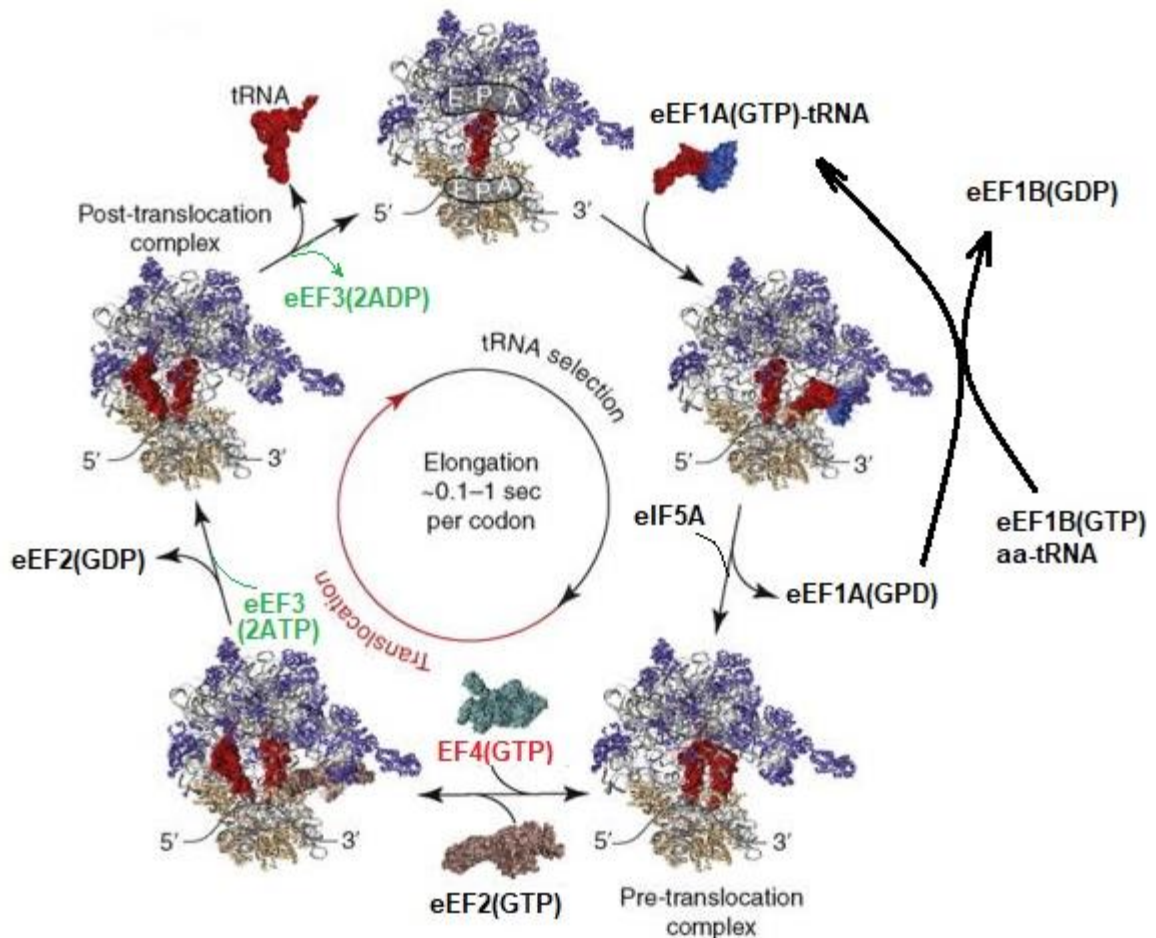 tRNA
E P A
eEF1A(GTP)-tRNA
eEF1B(GDP)
Post-translocation
complex
5′
E P A
3′
eEF3(2ADP)
tRNA selection
5′
3′
Elongation
~0.1–1 sec
per codon
5′
3′
eIF5A
eEF1B(GTP)
aa-tRNA
eEF2(GDP)
eEF1A(GPD)
eEF3
(2ATP)
Translocation
EF4(GTP)
5′
3′
5′
3′
eEF2(GTP)
Pre-translocation
complex